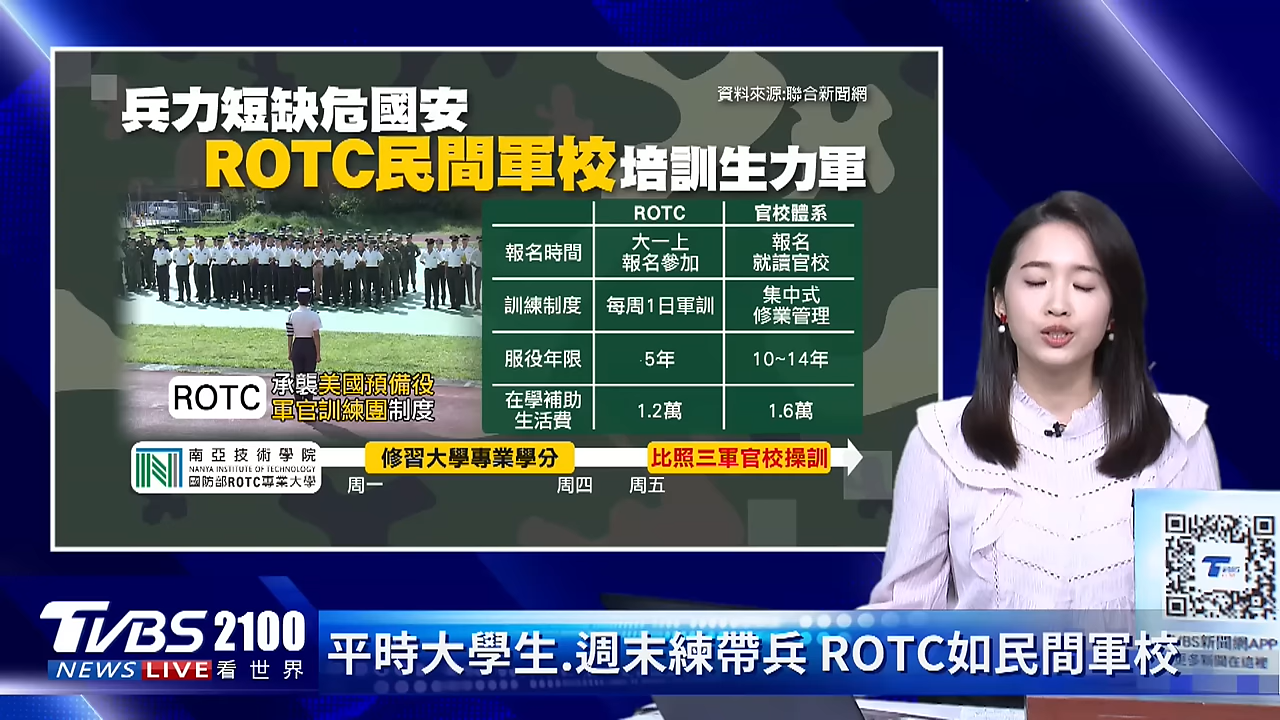 資料來源:聯合新聞網
兵力短缺危國安
ROTC民間軍校培訓生力軍
ROTC 官校體系
報名時間 大一上報名參加 報名就讀官校
訓練制度 每周1日軍訓 集中式修業管理
服役年限 5年 10~14年
在學補助生活費 1.2萬 1.6萬
ROTC 承襲美國預備役
軍官訓練團制度
南亞技術學院
NANYA INSTITUTE OF TECHNOLOGY
國防部ROTC專業大學
修習大學專業學分 比照三軍官校操訓
周一 周四 周五
TVBS 2100
NEWS LIVE 看世界
平時大學生.週末練帶兵 ROTC如民間軍校
TVBS
VBS新聞網APP
更多新聞在這裡